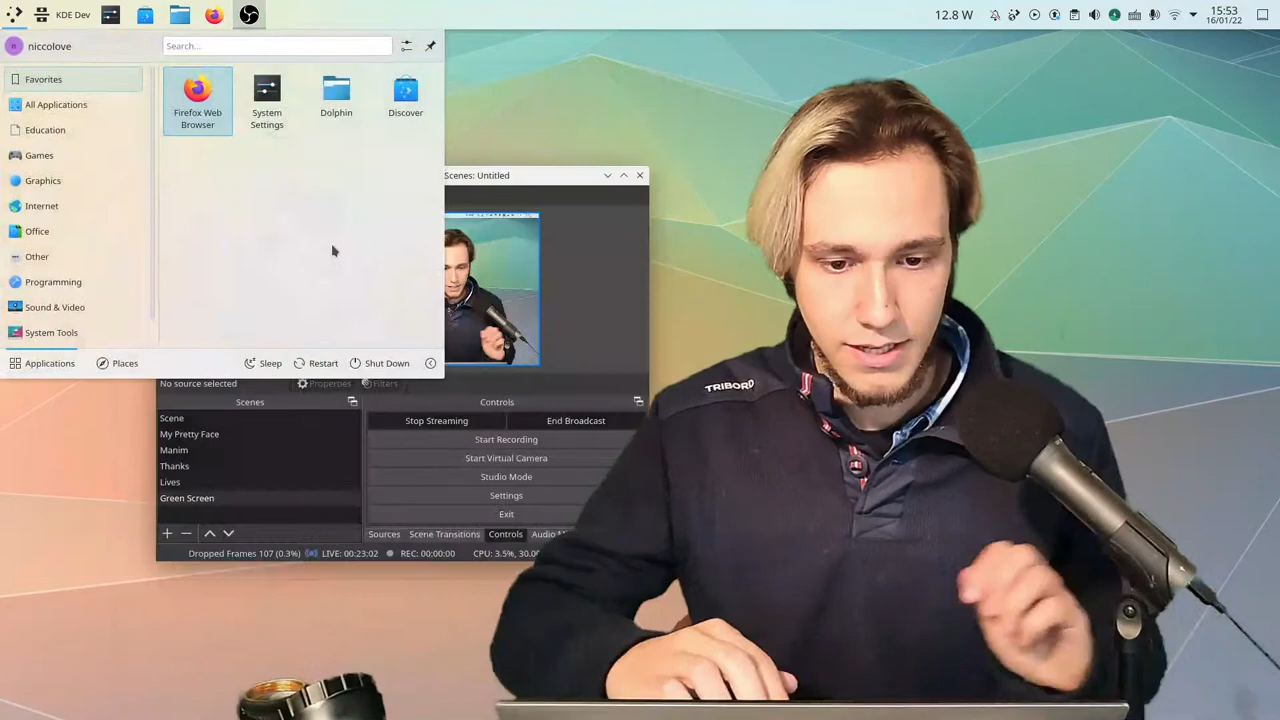 KDE Dev
12.8 W
15:53
16/01/22
n
niccolove
Search...
Favorites
All Applications
Education
Games
Graphics
Internet
Office
Other
Programming
Sound & Video
System Tools
Firefox Web
Browser
System
Settings
Dolphin
Discover
Applications
Places
Sleep
Restart
Shut Down
Scenes: Untitled
No source selected
Properties
Filters
Scenes
Controls
Scene
My Pretty Face
Manim
Thanks
Lives
Green Screen
Stop Streaming
End Broadcast
Start Recording
Start Virtual Camera
Studio Mode
Settings
Exit
Sources
Scene Transitions
Controls
Audio
Dropped Frames 107 (0.3%)
LIVE: 00:23:02
REC: 00:00:00
CPU: 3.5%, 30.0
TRIBORD